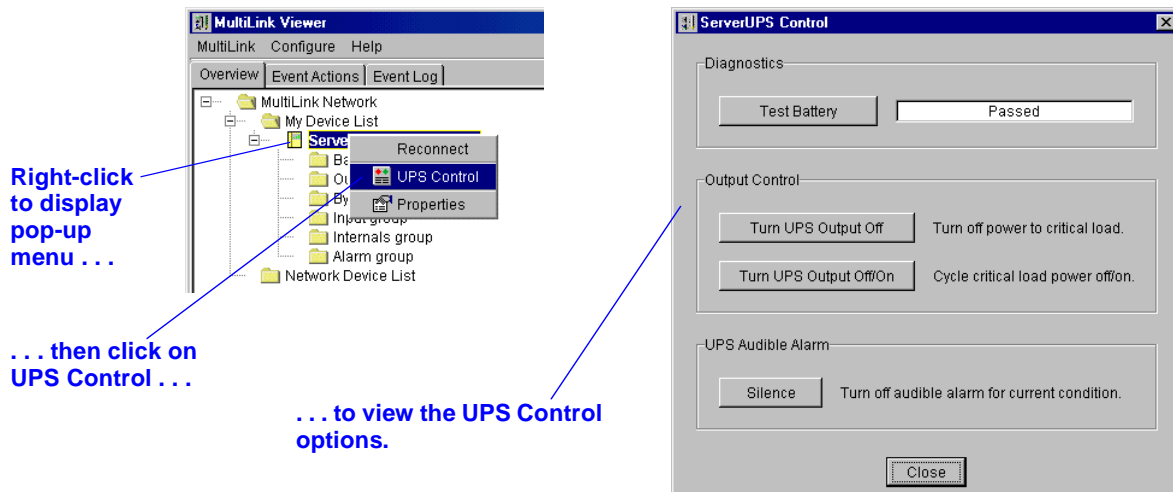 MultiLink Viewer
MultiLink Configure Help
Overview Event Actions Event Log
MultiLink Network
My Device List
Reconnect
UPS Control
Properties
Input group
Internals group
Alarm group
Network Device List
Right-click
to display
pop-up
menu . . .
. . . then click on
UPS Control . . .
. . . to view the UPS Control
options.
ServerUPS Control
Diagnostics
Test Battery Passed
Output Control
Turn UPS Output Off Turn off power to critical load.
Turn UPS Output Off/On Cycle critical load power off/on.
UPS Audible Alarm
Silence Turn off audible alarm for current condition.
Close